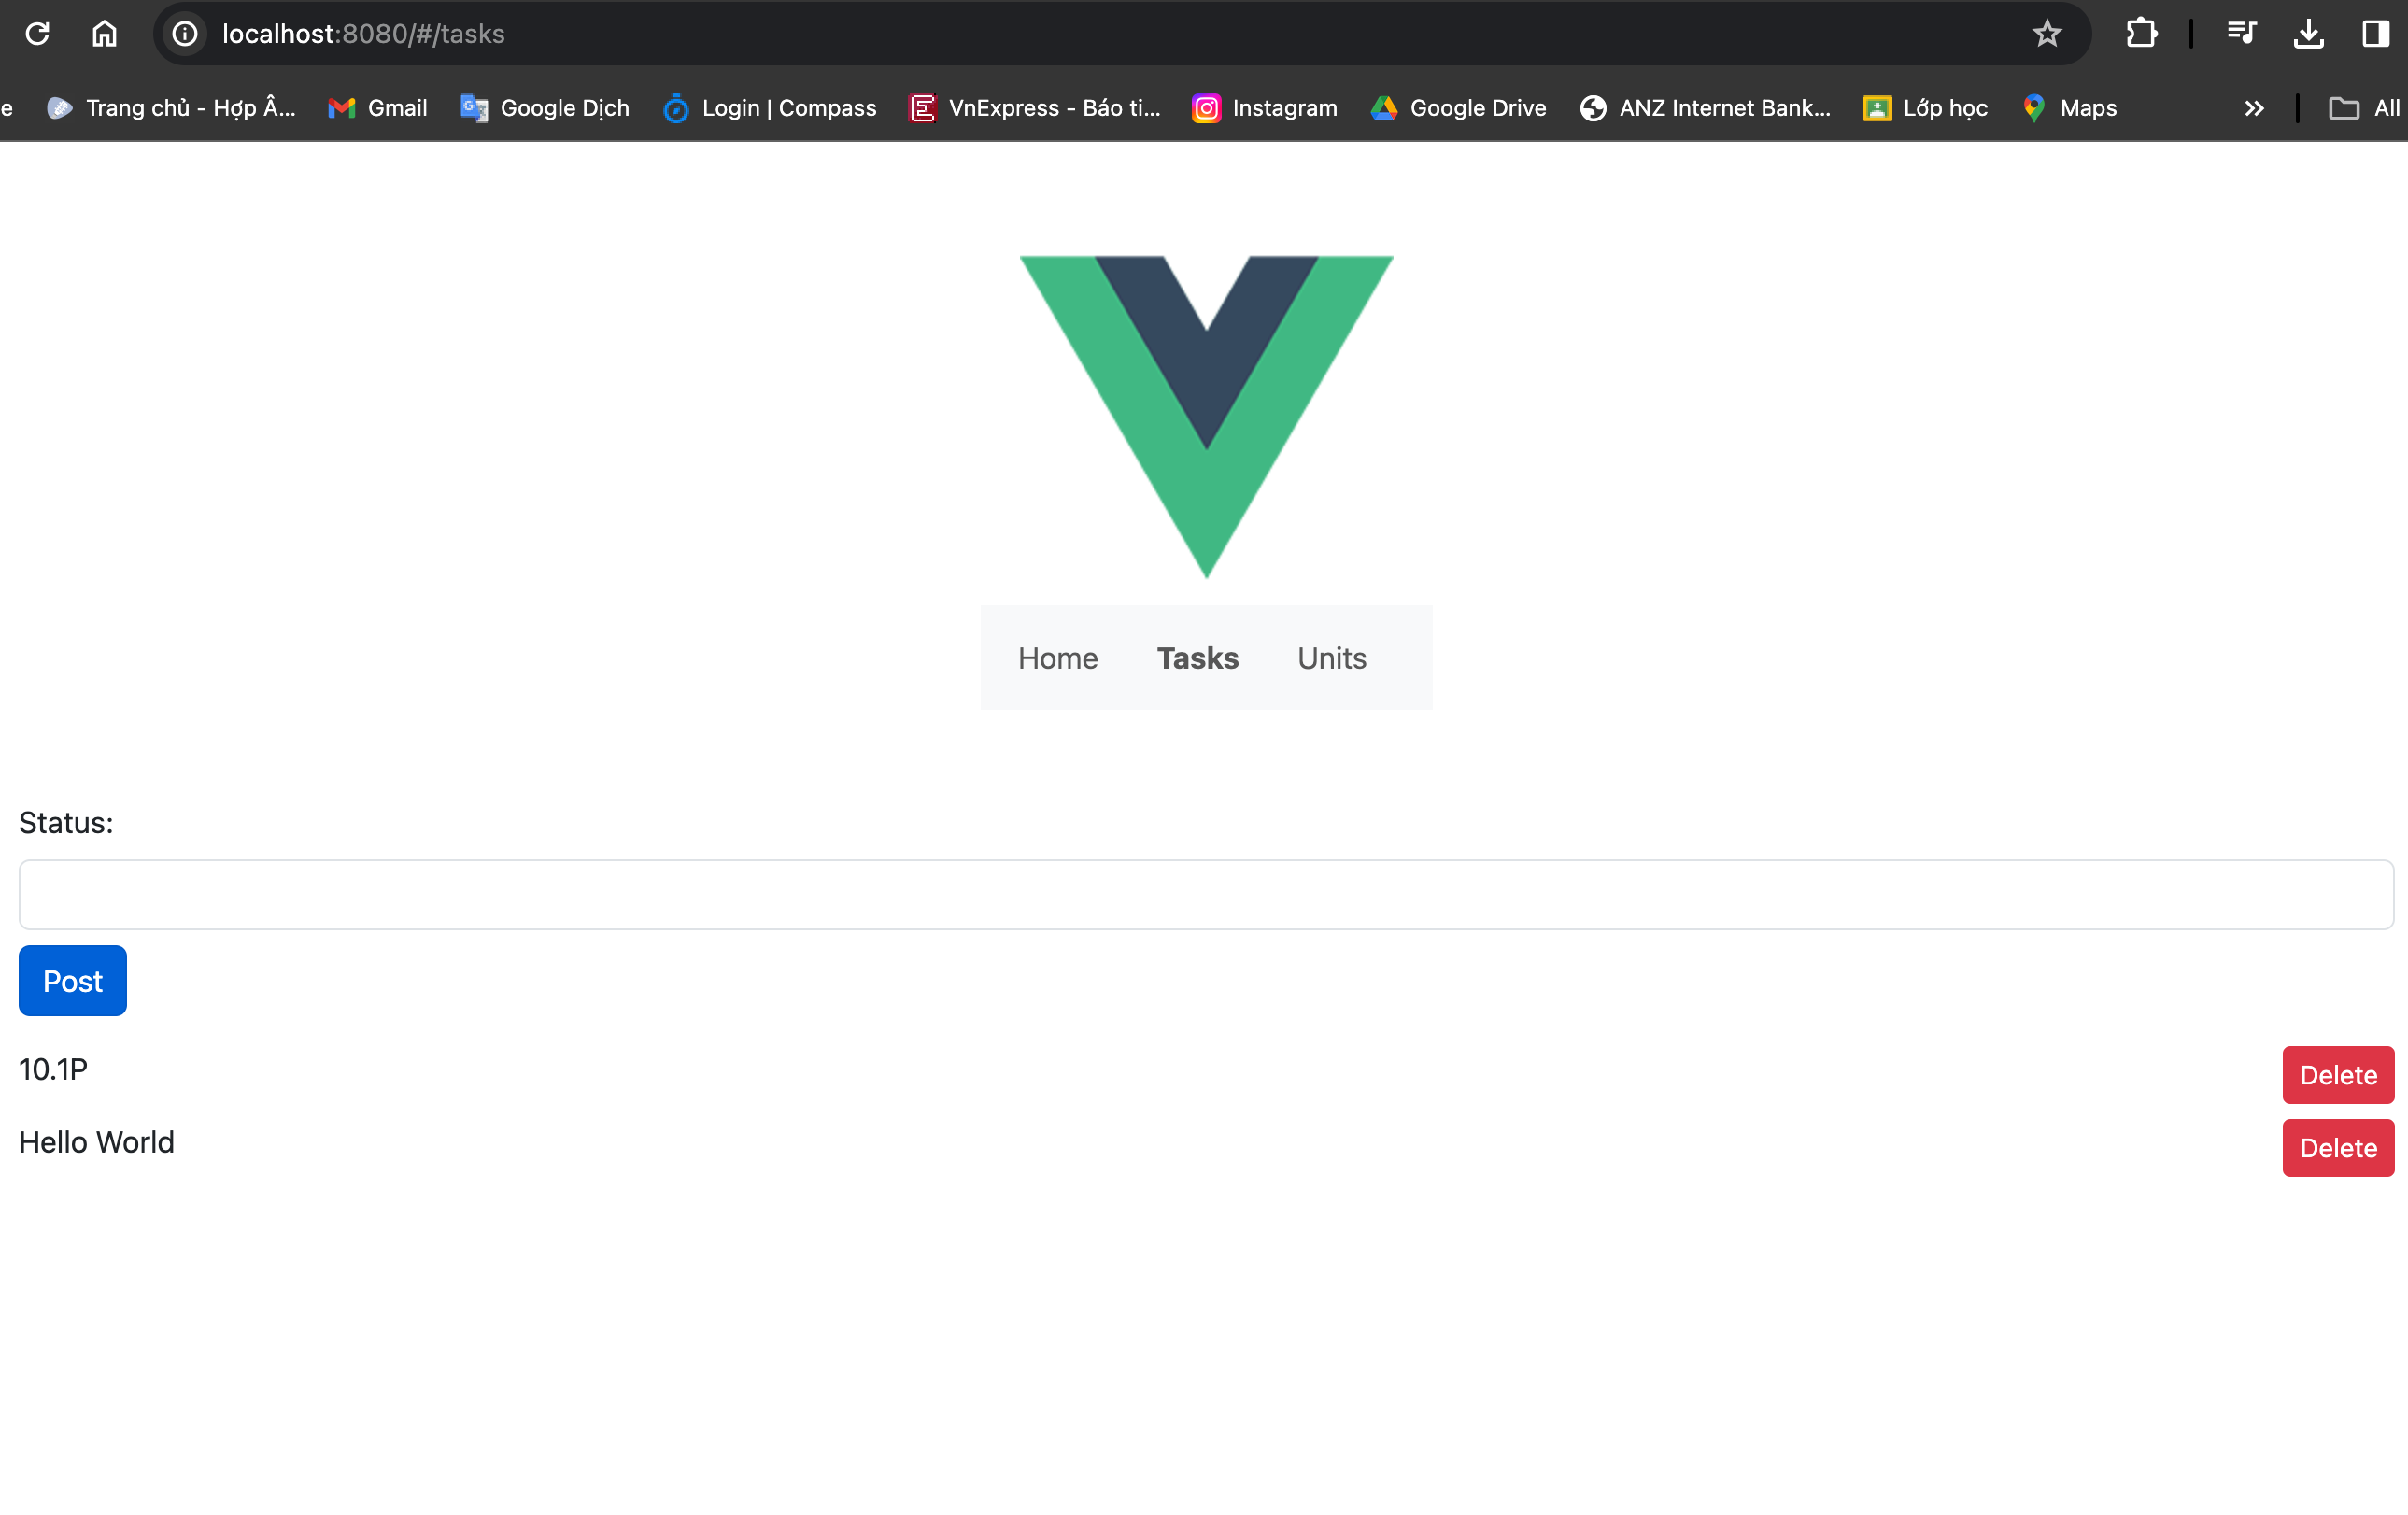 localhost:8080/#/tasks
e Trang chủ - Hợp Â... Gmail Google Dịch Login | Compass VnExpress - Báo ti... Instagram Google Drive ANZ Internet Bank... Lớp học Maps All
Home Tasks Units
Status:
Post
10.1P Delete
Hello World Delete